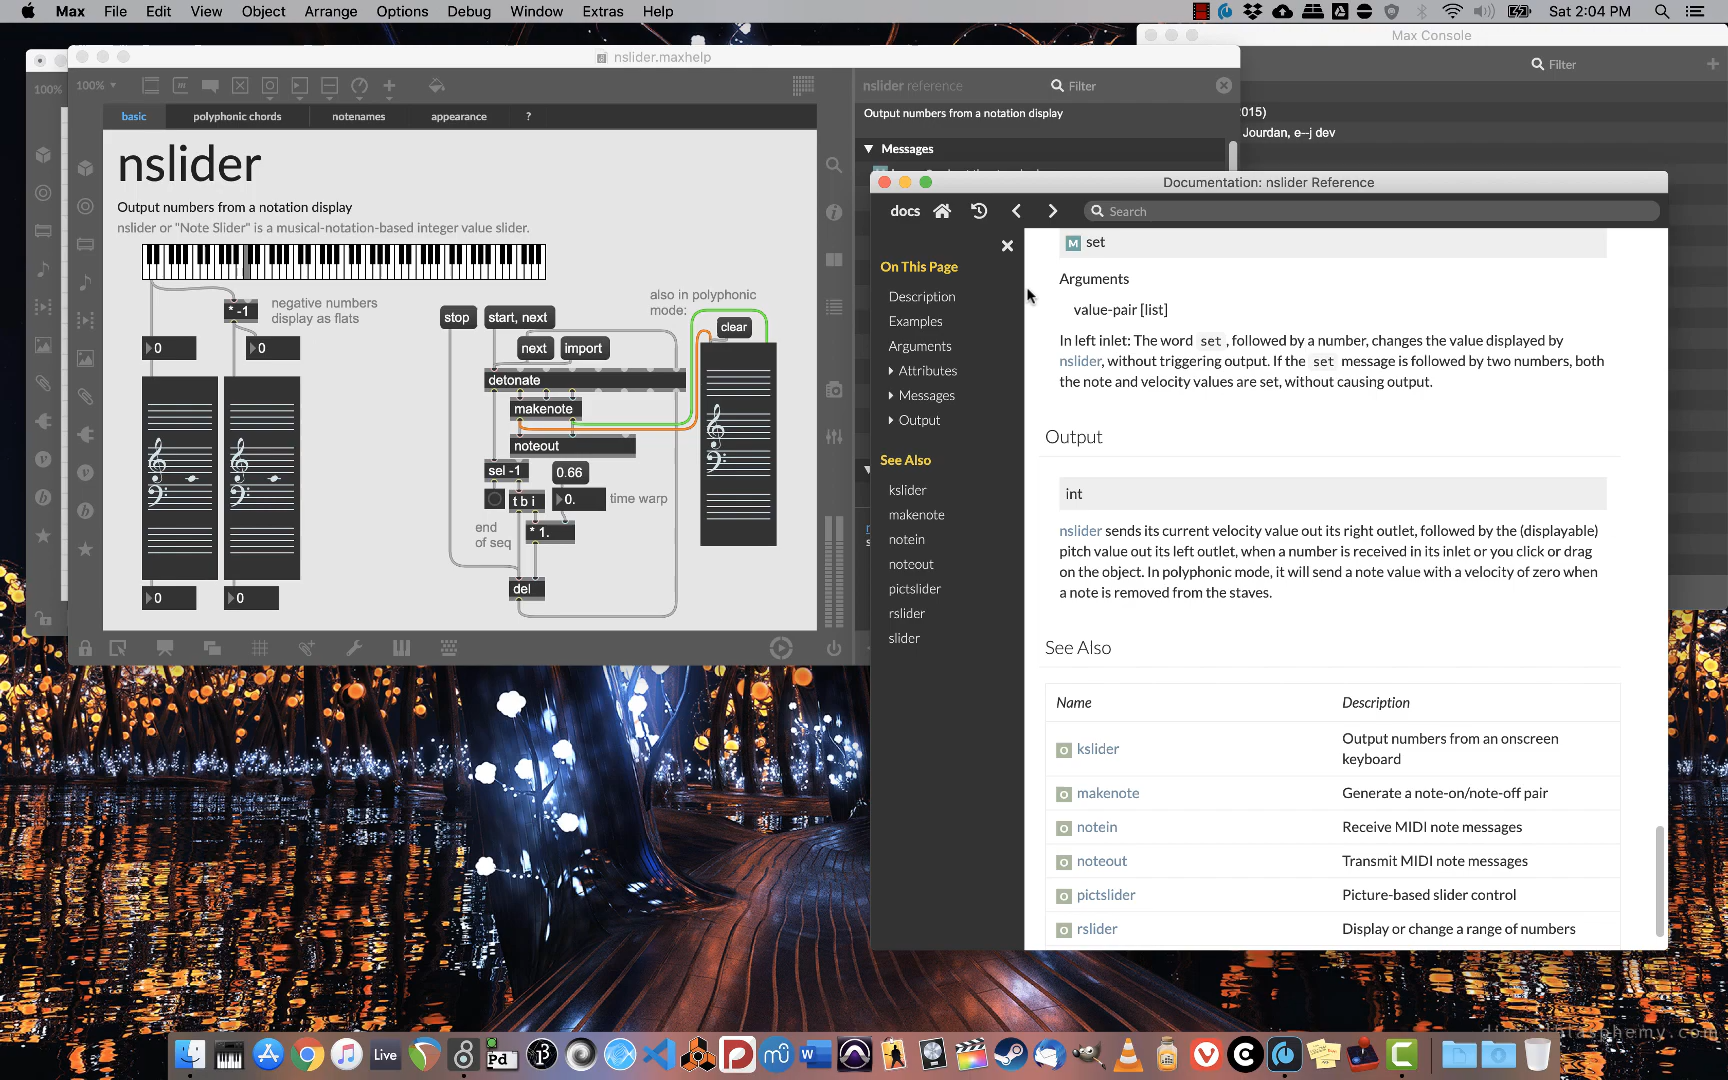 Max File Edit View Object Arrange Options Debug Window Extras Help
Sat 2:04 PM
Max Console
Filter
2015)
Jourdan, e--j dev
100%
nslider.maxhelp
100%
nslider reference
Filter
Output numbers from a notation display
Messages
basic polyphonic chords notenames appearance ?
nslider
Output numbers from a notation display
nslider or "Note Slider" is a musical-notation-based integer value slider.
* -1
negative numbers
display as flats
0
0
0
0
stop
start, next
next
import
detonate
makenote
noteout
sel -1
0.66
t b i
0.
time warp
* 1.
end
of seq
del
also in polyphonic
mode:
clear
Documentation: nslider Reference
docs
Search
On This Page
Description
Examples
Arguments
Attributes
Messages
Output
See Also
kslider
makenote
notein
noteout
pictslider
rslider
slider
M set
Arguments
value-pair [list]
In left inlet: The word set , followed by a number, changes the value displayed by
nslider, without triggering output. If the set message is followed by two numbers, both
the note and velocity values are set, without causing output.
Output
int
nslider sends its current velocity value out its right outlet, followed by the (displayable)
pitch value out its left outlet, when a number is received in its inlet or you click or drag
on the object. In polyphonic mode, it will send a note value with a velocity of zero when
a note is removed from the staves.
See Also
Name Description
O kslider Output numbers from an onscreen
keyboard
O makenote Generate a note-on/note-off pair
O notein Receive MIDI note messages
O noteout Transmit MIDI note messages
O pictslider Picture-based slider control
O rslider Display or change a range of numbers
Live
Pd